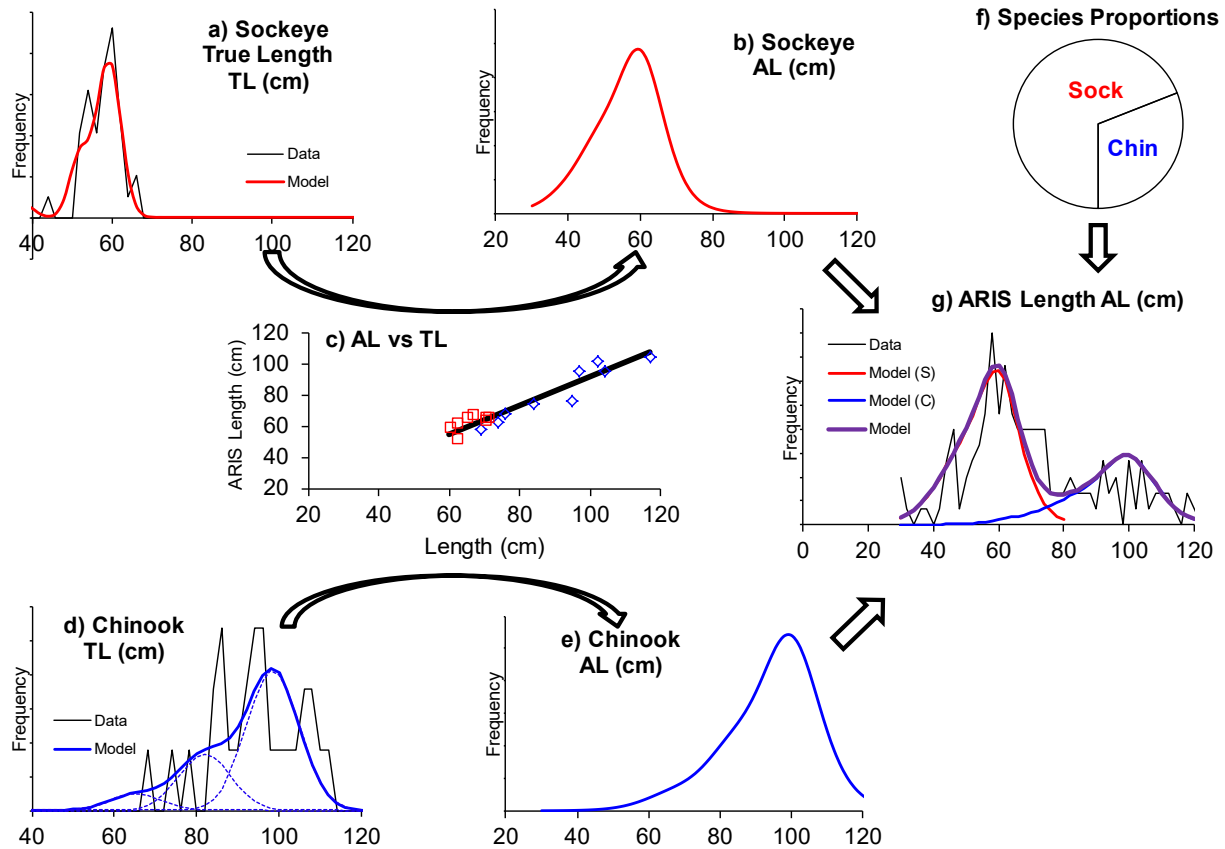 a) Sockeye
True Length
TL (cm)
Frequency
Data
Model
40 60 80 100 120
b) Sockeye
AL (cm)
Frequency
20 40 60 80 100 120
f) Species Proportions
Sock
Chin
c) AL vs TL
ARIS Length (cm)
120
100
80
60
40
20
20 40 60 80 100 120
Length (cm)
g) ARIS Length AL (cm)
Frequency
Data
Model (S)
Model (C)
Model
0 20 40 60 80 100 120
d) Chinook
TL (cm)
Frequency
Data
Model
40 60 80 100 120
e) Chinook
AL (cm)
Frequency
20 40 60 80 100 120